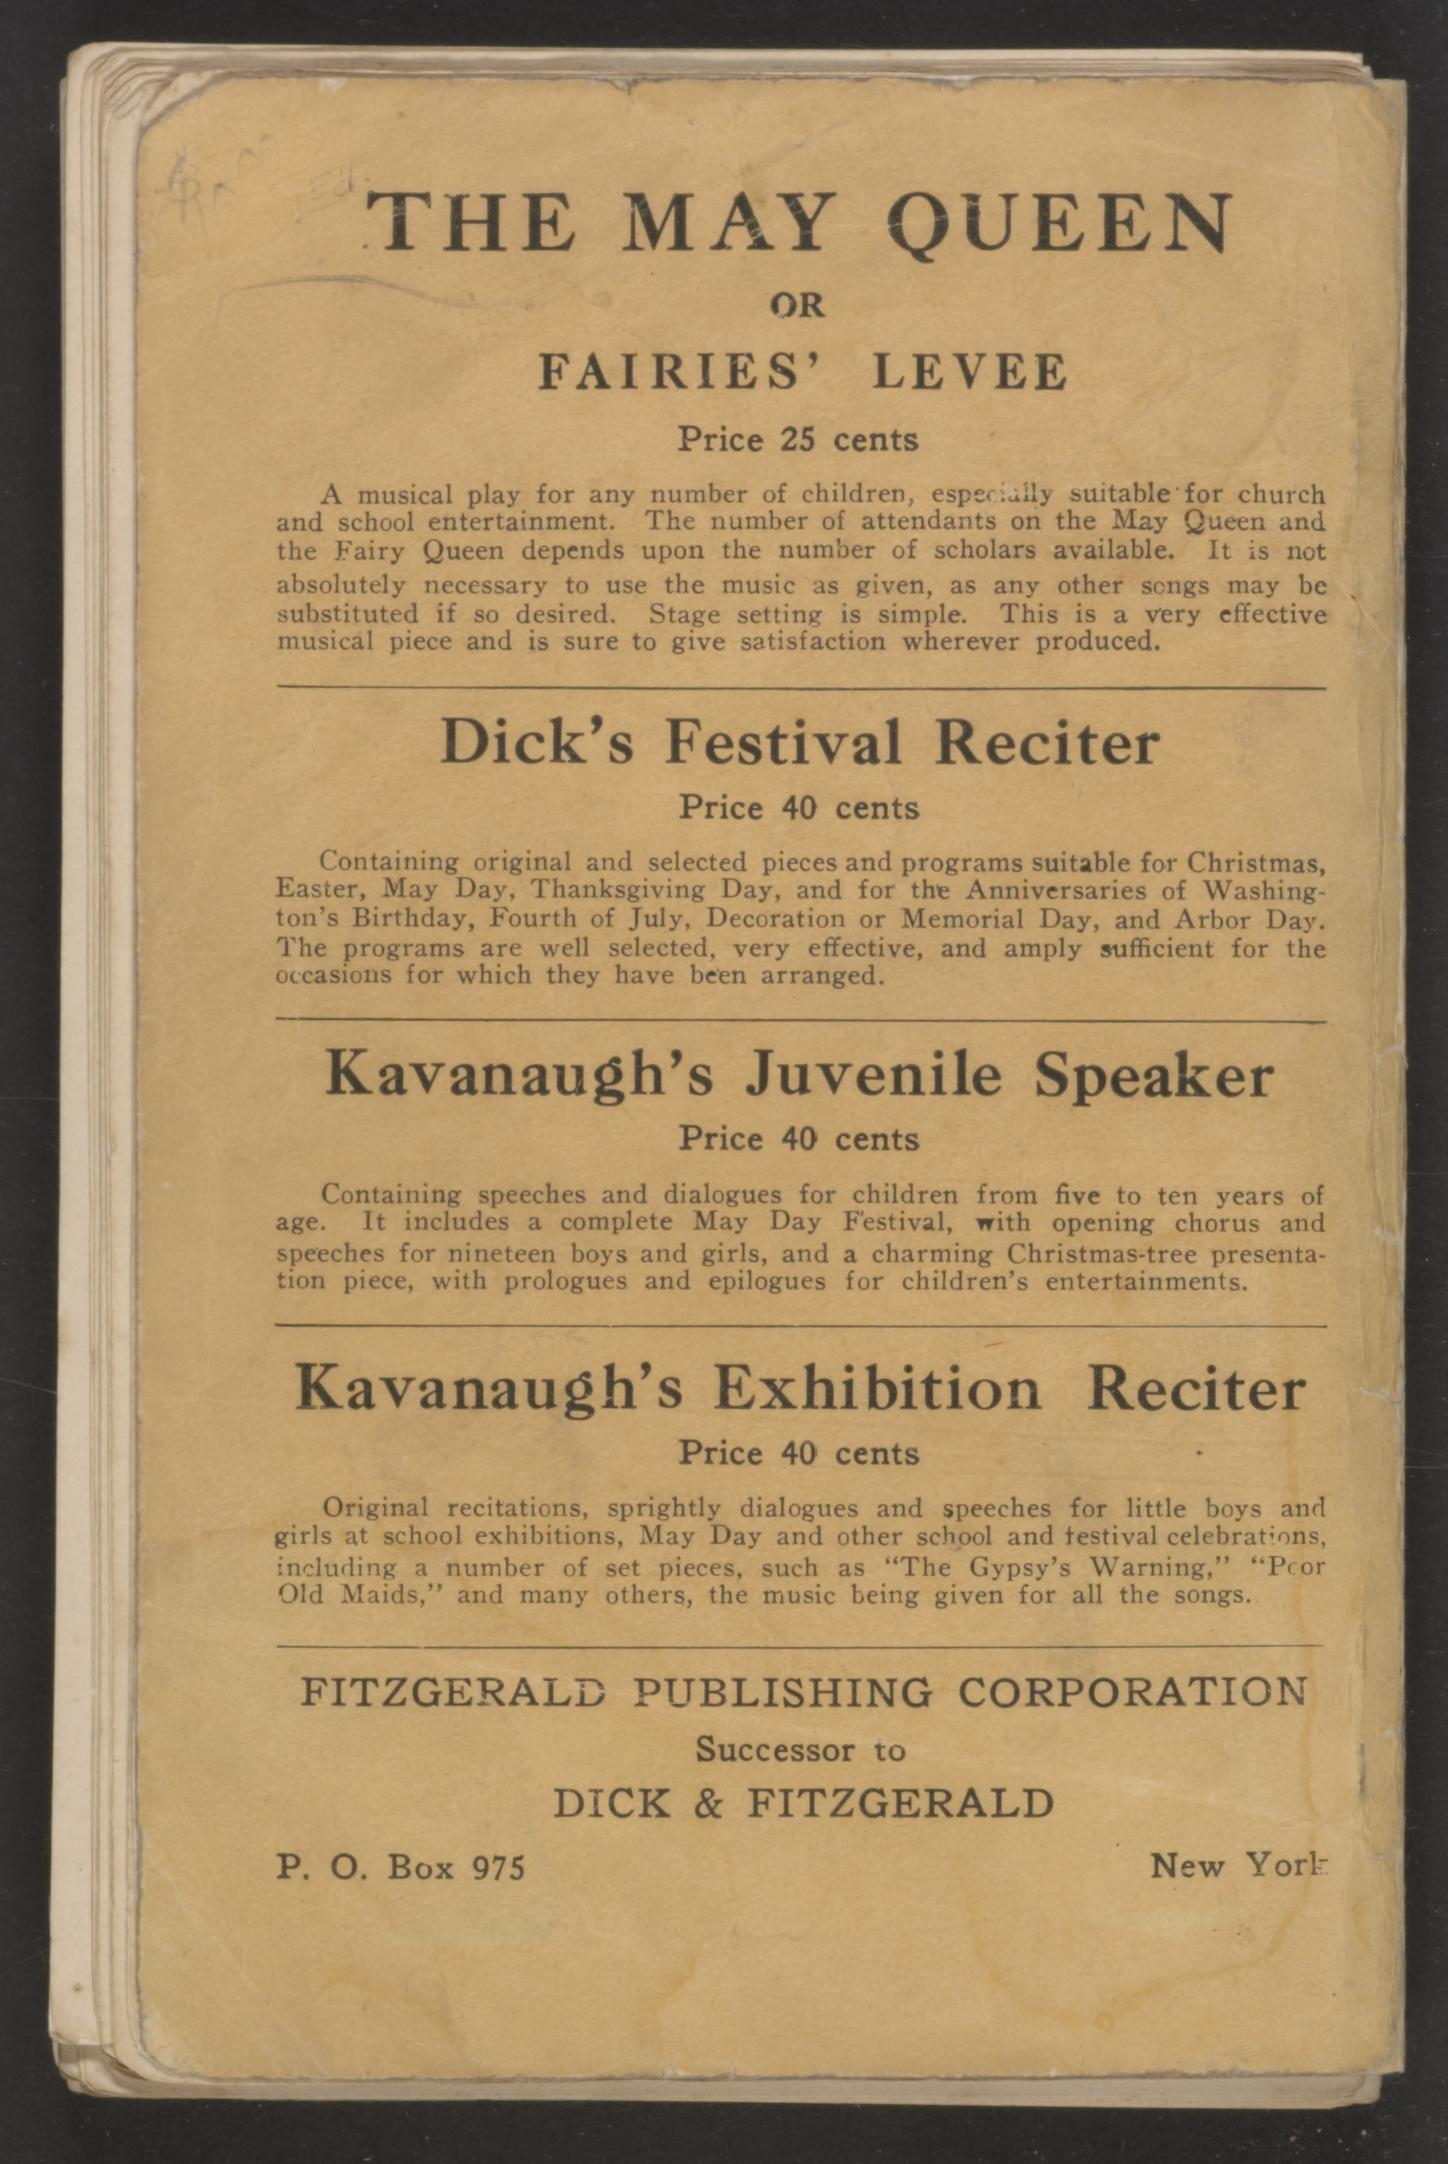 THE MAY QUEEN
OR
FAIRIES' LEVEE
Price 25 cents
A musical play for any number of children, especially suitable for church
and school entertainment. The number of attendants on the May Queen and
the Fairy Queen depends upon the number of scholars available. It is not
absolutely necessary to use the music as given, as any other songs may be
substituted if so desired. Stage setting is simple. This is a very effective
musical piece and is sure to give satisfaction wherever produced.
Dick's Festival Reciter
Price 40 cents
Containing original and selected pieces and programs suitable for Christmas,
Easter, May Day, Thanksgiving Day, and for the Anniversaries of Washing-
ton's Birthday, Fourth of July, Decoration or Memorial Day, and Arbor Day.
The programs are well selected, very effective, and amply sufficient for the
occasions for which they have been arranged.
Kavanaugh's Juvenile Speaker
Price 40 cents
Containing speeches and dialogues for children from five to ten years of
age. It includes a complete May Day Festival, with opening chorus and
speeches for nineteen boys and girls, and a charming Christmas-tree presenta-
tion piece, with prologues and epilogues for children's entertainments.
Kavanaugh's Exhibition Reciter
Price 40 cents
Original recitations, sprightly dialogues and speeches for little boys and
girls at school exhibitions, May Day and other school and festival celebrations,
including a number of set pieces, such as "The Gypsy's Warning," "Poor
Old Maids," and many others, the music being given for all the songs.
FITZGERALD PUBLISHING CORPORATION
Successor to
DICK & FITZGERALD
P. O. Box 975 New York